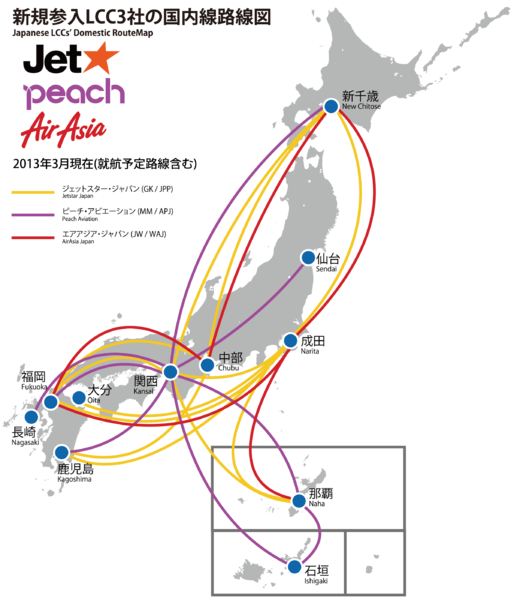 新規参入LCC3社の国内線路線図
Japanese LCCs' Domestic RouteMap
Jet
peach
AirAsia
2013年3月現在(就航予定路線含む)
ジェットスター・ジャパン (GK / JPP)
Jetstar Japan
ピーチ・アビエーション (MM / APJ)
Peach Aviation
エアアジア・ジャパン (JW / WAJ)
AirAsia Japan
新千歳
New Chitose
仙台
Sendai
成田
Narita
中部
Chubu
関西
Kansai
福岡
Fukuoka
大分
Oita
長崎
Nagasaki
鹿児島
Kagoshima
那覇
Naha
石垣
Ishigaki